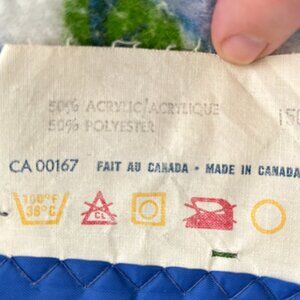 50% ACRYLIC/ACRYLIQUE
50% POLYESTER
CA 00167 FAIT AU CANADA • MADE IN CANADA
100°F
38°C
CL